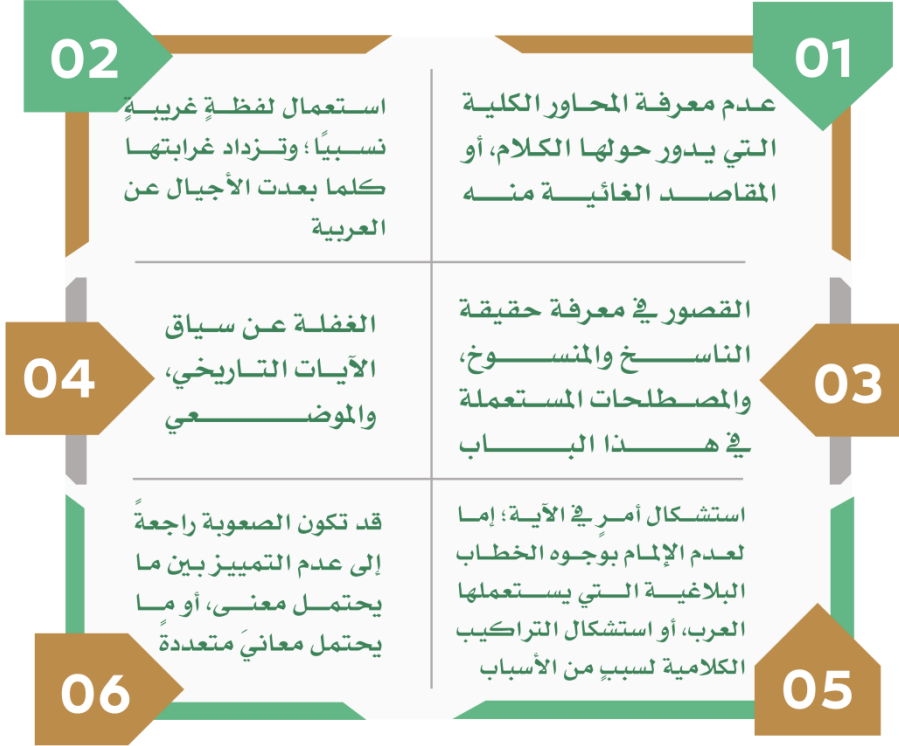 01
عدم معرفة المحاور الكلية
التي يدور حولها الكلام، أو
المقاصد الغائية منه
02
استعمال لفظةٍ غريبةٍ
نسبيًا؛ وتزداد غرابتها
كلما بعدت الأجيال عن
العربية
03
القصور في معرفة حقيقة
الناسخ والمنسوخ،
والمصطلحات المستعملة
في هذا الباب
04
الغفلة عن سياق
الآيات التاريخي،
والموضعي
05
استشكال أمرٍ في الآية؛ إما
لعدم الإلمام بوجوه الخطاب
البلاغية التي يستعملها
العرب، أو استشكال التراكيب
الكلامية لسببٍ من الأسباب
06
قد تكون الصعوبة راجعةً
إلى عدم التمييز بين ما
يحتمل معنى، أو ما
يحتمل معانيَ متعددةً